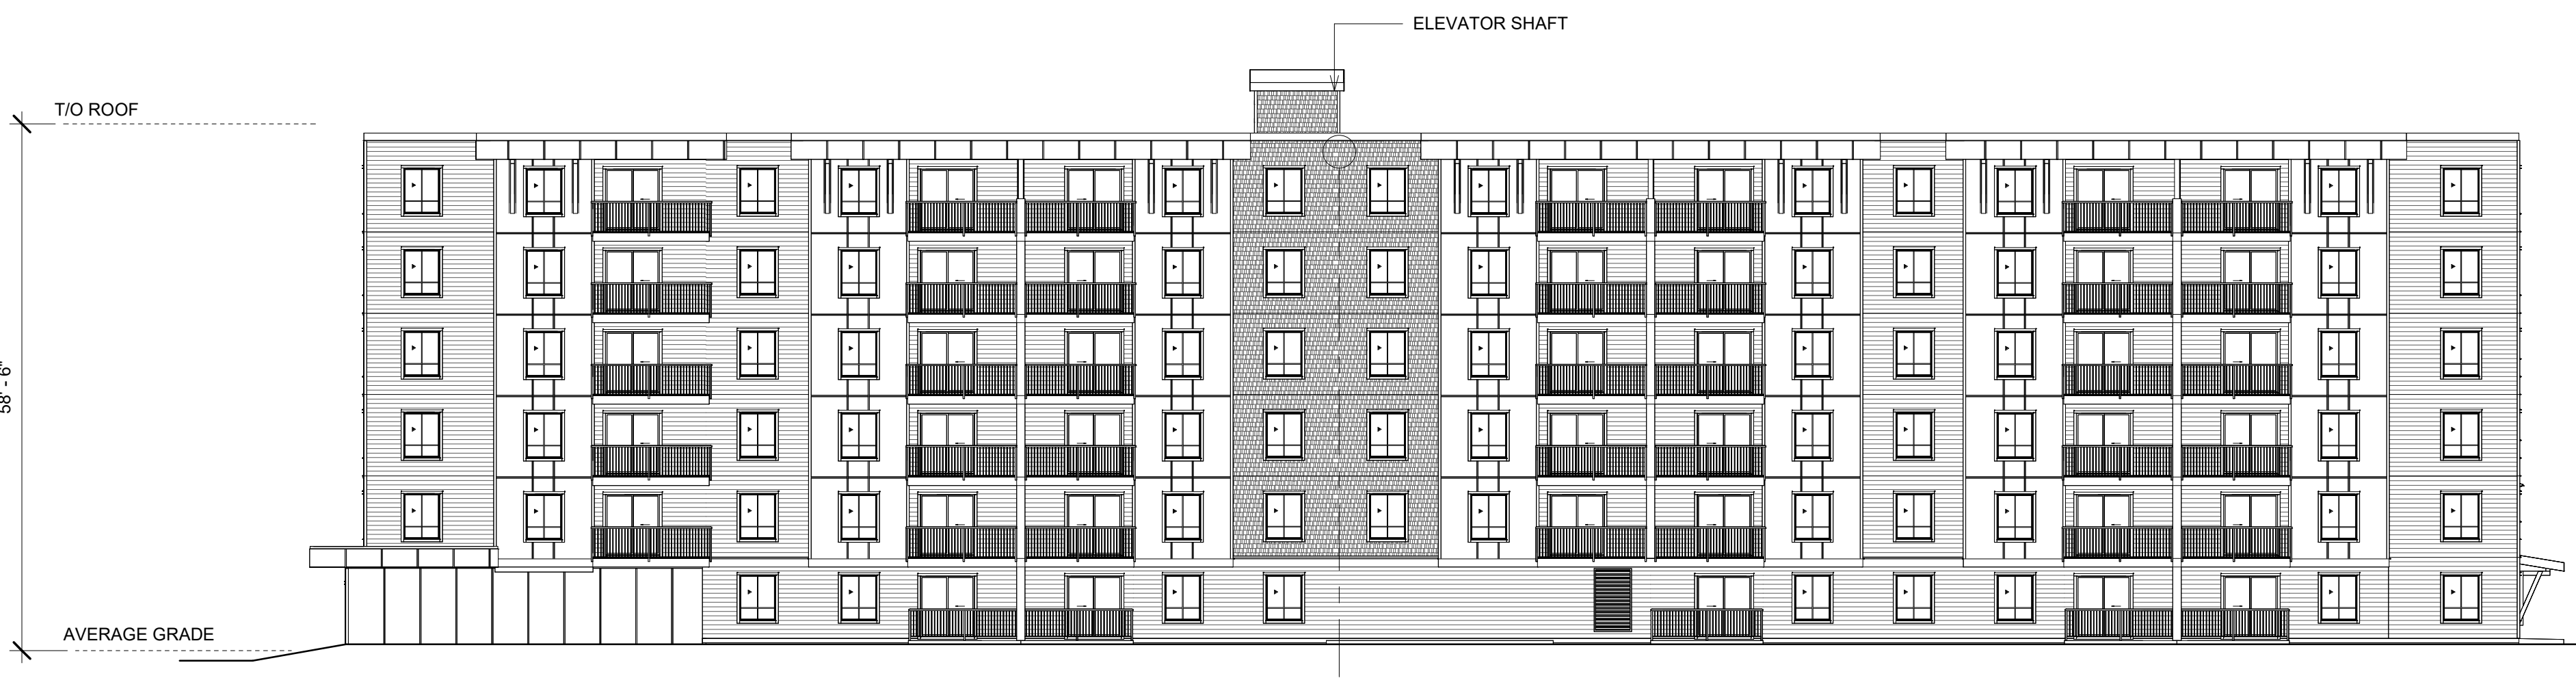 ELEVATOR SHAFT
T/O ROOF
58' - 6"
AVERAGE GRADE